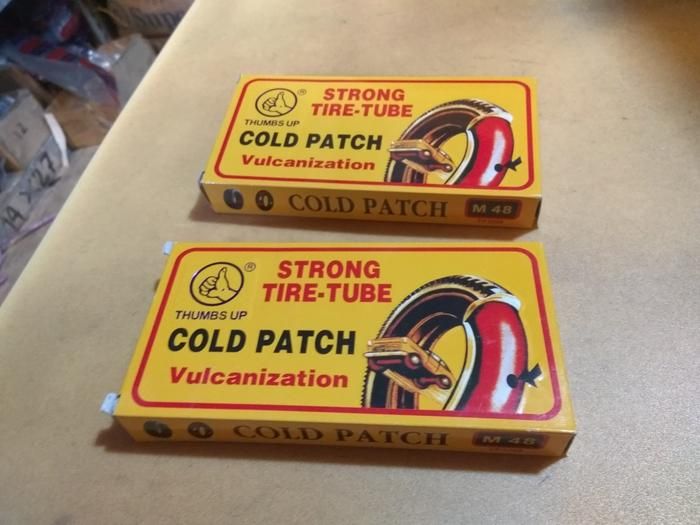 STRONG
TIRE-TUBE
®
THUMBS UP
COLD PATCH
Vulcanization
COLD PATCH
M 48
STRONG
TIRE-TUBE
®
THUMBS UP
COLD PATCH
Vulcanization
COLD PATCH
M 48